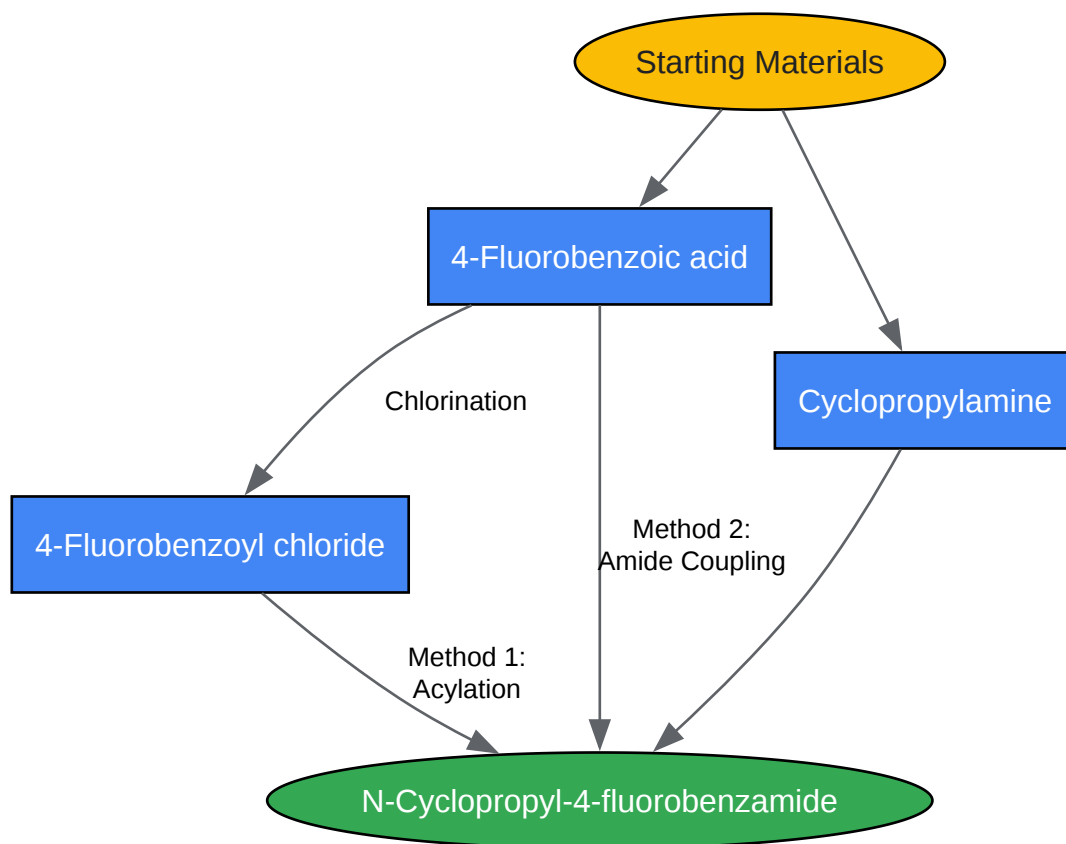 Starting Materials
4-Fluorobenzoic acid
Chlorination
Cyclopropylamine
4-Fluorobenzoyl chloride
Method 2:
Amide Coupling
Method 1:
Acylation
N-Cyclopropyl-4-fluorobenzamide